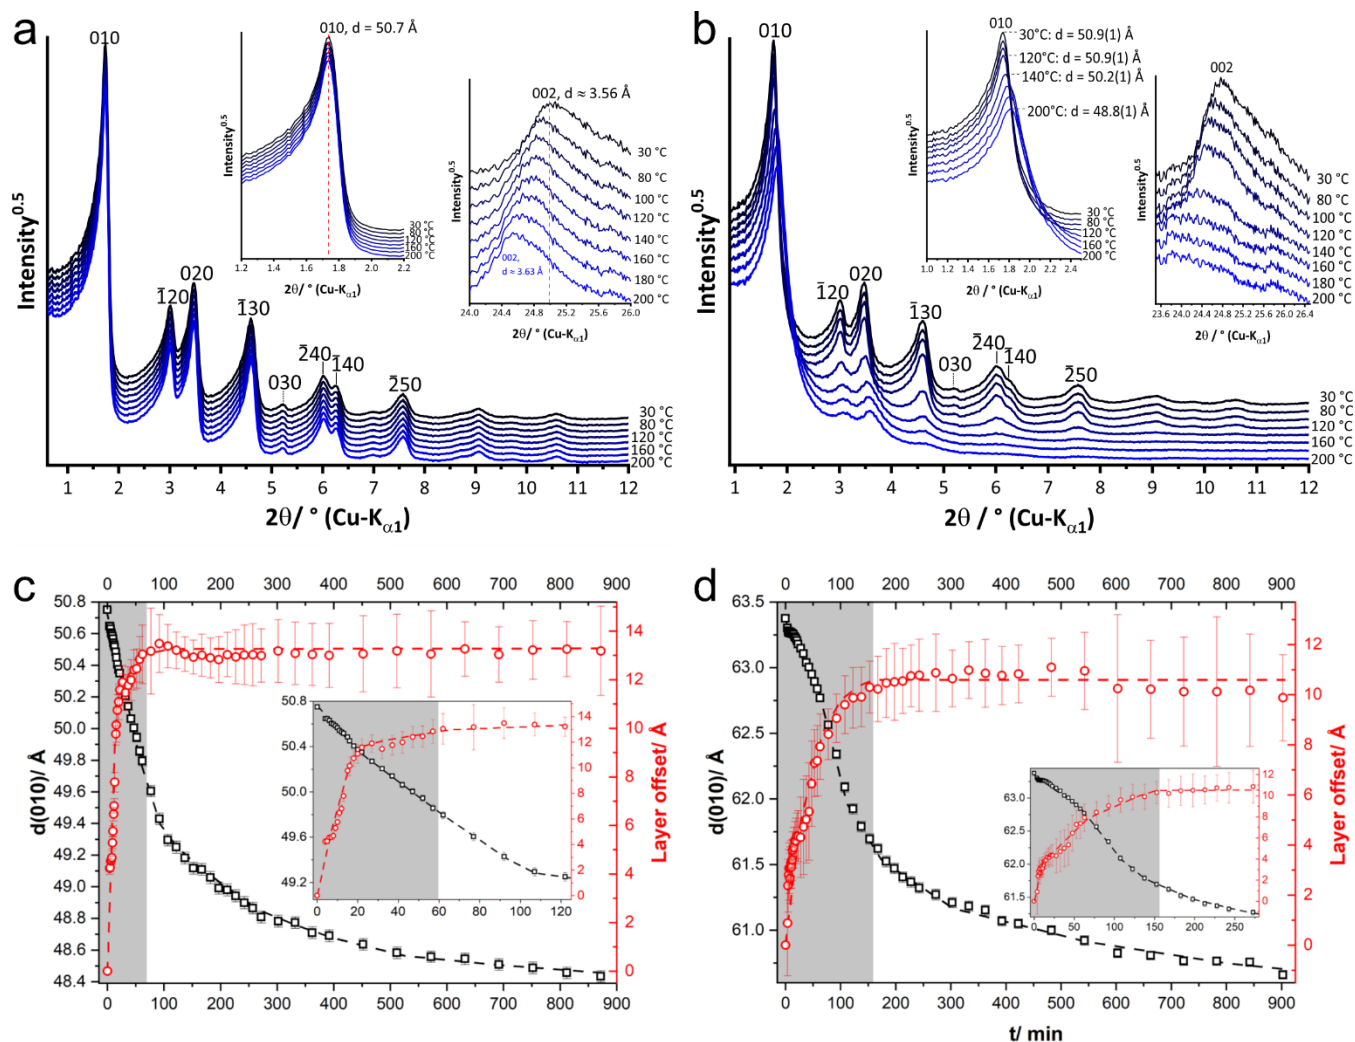 a
010
010, d = 50.7 Å
Intensity^0.5
30 °C
80 °C
120 °C
160 °C
200 °C
1.2 1.4 1.6 1.8 2.0 2.2
2θ/ ° (Cu-Kα1)
002, d ≈ 3.56 Å
Intensity^0.5
30 °C
80 °C
100 °C
120 °C
140 °C
160 °C
180 °C
200 °C
002,
d ≈ 3.63 Å
24.0 24.4 24.8 25.2 25.6 26.0
2θ/ ° (Cu-Kα1)
Intensity^0.5
1̅20
020
1̅30
030
2̅40
1̅40
2̅50
30 °C
80 °C
120 °C
160 °C
200 °C
1 2 3 4 5 6 7 8 9 10 11 12
2θ/ ° (Cu-Kα1)
b
010
010
30°C: d = 50.9(1) Å
120°C: d = 50.9(1) Å
140°C: d = 50.2(1) Å
200°C: d = 48.8(1) Å
Intensity^0.5
30 °C
80 °C
120 °C
160 °C
200 °C
1.0 1.2 1.4 1.6 1.8 2.0 2.2 2.4
2θ/ ° (Cu-Kα1)
002
Intensity^0.5
30 °C
80 °C
100 °C
120 °C
140 °C
160 °C
180 °C
200 °C
23.6 24.0 24.4 24.8 25.2 25.6 26.0 26.4
2θ/ ° (Cu-Kα1)
Intensity^0.5
1̅20
020
1̅30
030
2̅40
1̅40
2̅50
30 °C
80 °C
120 °C
160 °C
200 °C
1 2 3 4 5 6 7 8 9 10 11 12
2θ / ° (Cu-Kα1)
c
0 100 200 300 400 500 600 700 800 900
50.8
50.6
50.4
50.2
50.0
49.8
49.6
49.4
49.2
49.0
48.8
48.6
48.4
d(010)/ Å
14
12
10
8
6
4
2
0
Layer offset/ Å
50.8
50.4
50.0
49.6
49.2
14
12
10
8
6
4
2
0
0 20 40 60 80 100 120
0 100 200 300 400 500 600 700 800 900
d
0 100 200 300 400 500 600 700 800 900
63.5
63.0
62.5
62.0
61.5
61.0
d(010)/ Å
12
10
8
6
4
2
0
Layer offset/ Å
63.0
62.5
62.0
61.5
12
10
8
6
4
2
0
0 50 100 150 200 250
0 100 200 300 400 500 600 700 800 900
t/ min